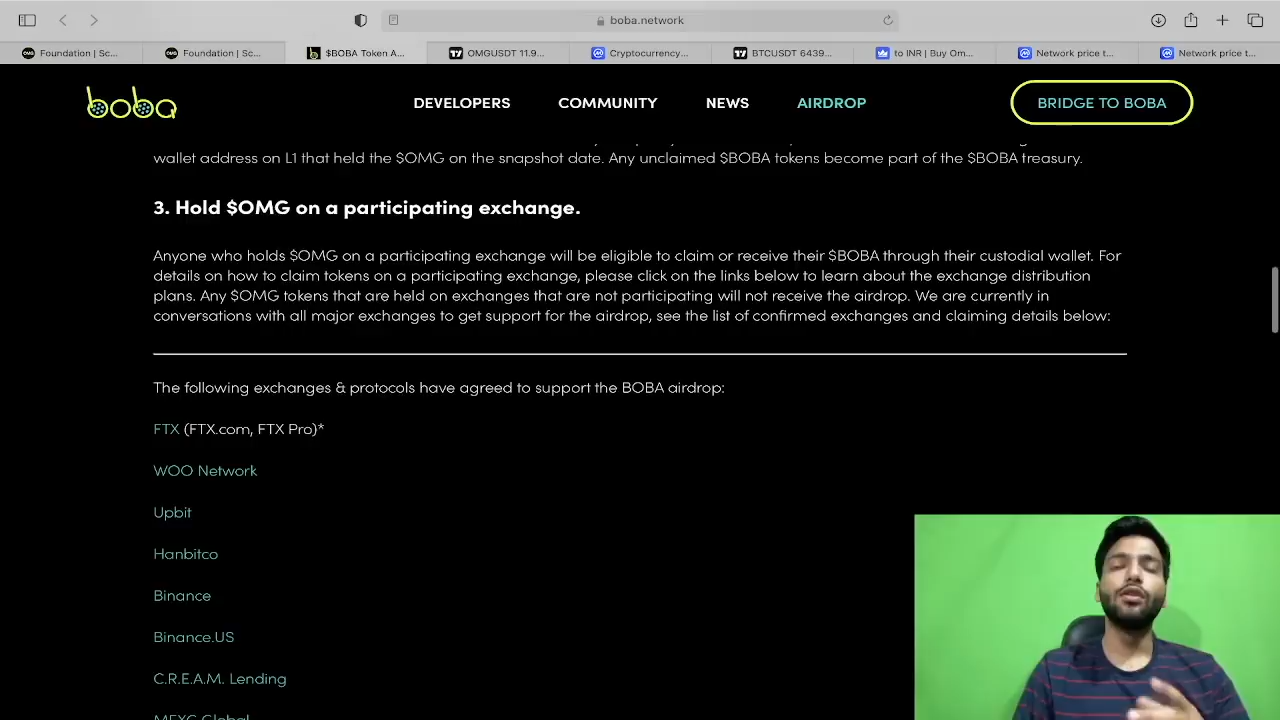 boba.network
Foundation | Sc...
Foundation | Sc...
$BOBA Token A...
OMGUSDT 11.9...
Cryptocurrency...
BTCUSDT 6439...
to INR | Buy Om...
Network price t...
Network price t...
boba
DEVELOPERS
COMMUNITY
NEWS
AIRDROP
BRIDGE TO BOBA
wallet address on L1 that held the $OMG on the snapshot date. Any unclaimed $BOBA tokens become part of the $BOBA treasury.
3. Hold $OMG on a participating exchange.
Anyone who holds $OMG on a participating exchange will be eligible to claim or receive their $BOBA through their custodial wallet. For
details on how to claim tokens on a participating exchange, please click on the links below to learn about the exchange distribution
plans. Any $OMG tokens that are held on exchanges that are not participating will not receive the airdrop. We are currently in
conversations with all major exchanges to get support for the airdrop, see the list of confirmed exchanges and claiming details below:
The following exchanges & protocols have agreed to support the BOBA airdrop:
FTX (FTX.com, FTX Pro)*
WOO Network
Upbit
Hanbitco
Binance
Binance.US
C.R.E.A.M. Lending
MEXC Global